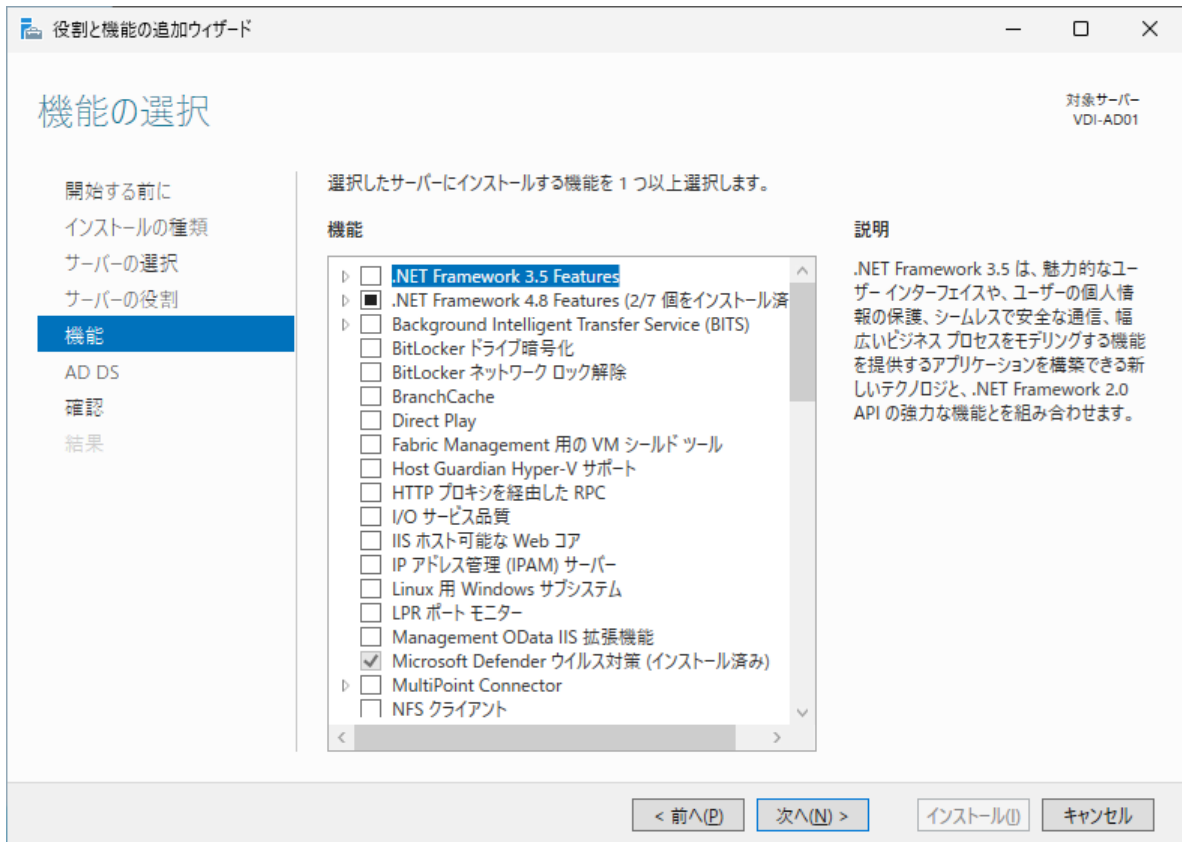 役割と機能の追加ウィザード
機能の選択
対象サーバー
VDI-AD01
開始する前に
インストールの種類
サーバーの選択
サーバーの役割
機能
AD DS
確認
結果
選択したサーバーにインストールする機能を 1 つ以上選択します。
機能
.NET Framework 3.5 Features
.NET Framework 4.8 Features (2/7 個をインストール済
Background Intelligent Transfer Service (BITS)
BitLocker ドライブ暗号化
BitLocker ネットワーク ロック解除
BranchCache
Direct Play
Fabric Management 用の VM シールド ツール
Host Guardian Hyper-V サポート
HTTP プロキシを経由した RPC
I/O サービス品質
IIS ホスト可能な Web コア
IP アドレス管理 (IPAM) サーバー
Linux 用 Windows サブシステム
LPR ポート モニター
Management OData IIS 拡張機能
Microsoft Defender ウイルス対策 (インストール済み)
MultiPoint Connector
NFS クライアント
説明
.NET Framework 3.5 は、魅力的なユー
ザー インターフェイスや、ユーザーの個人情
報の保護、シームレスで安全な通信、幅
広いビジネス プロセスをモデリングする機能
を提供するアプリケーションを構築できる新
しいテクノロジと、.NET Framework 2.0
API の強力な機能とを組み合わせます。
< 前へ(P)
次へ(N) >
インストール(I)
キャンセル